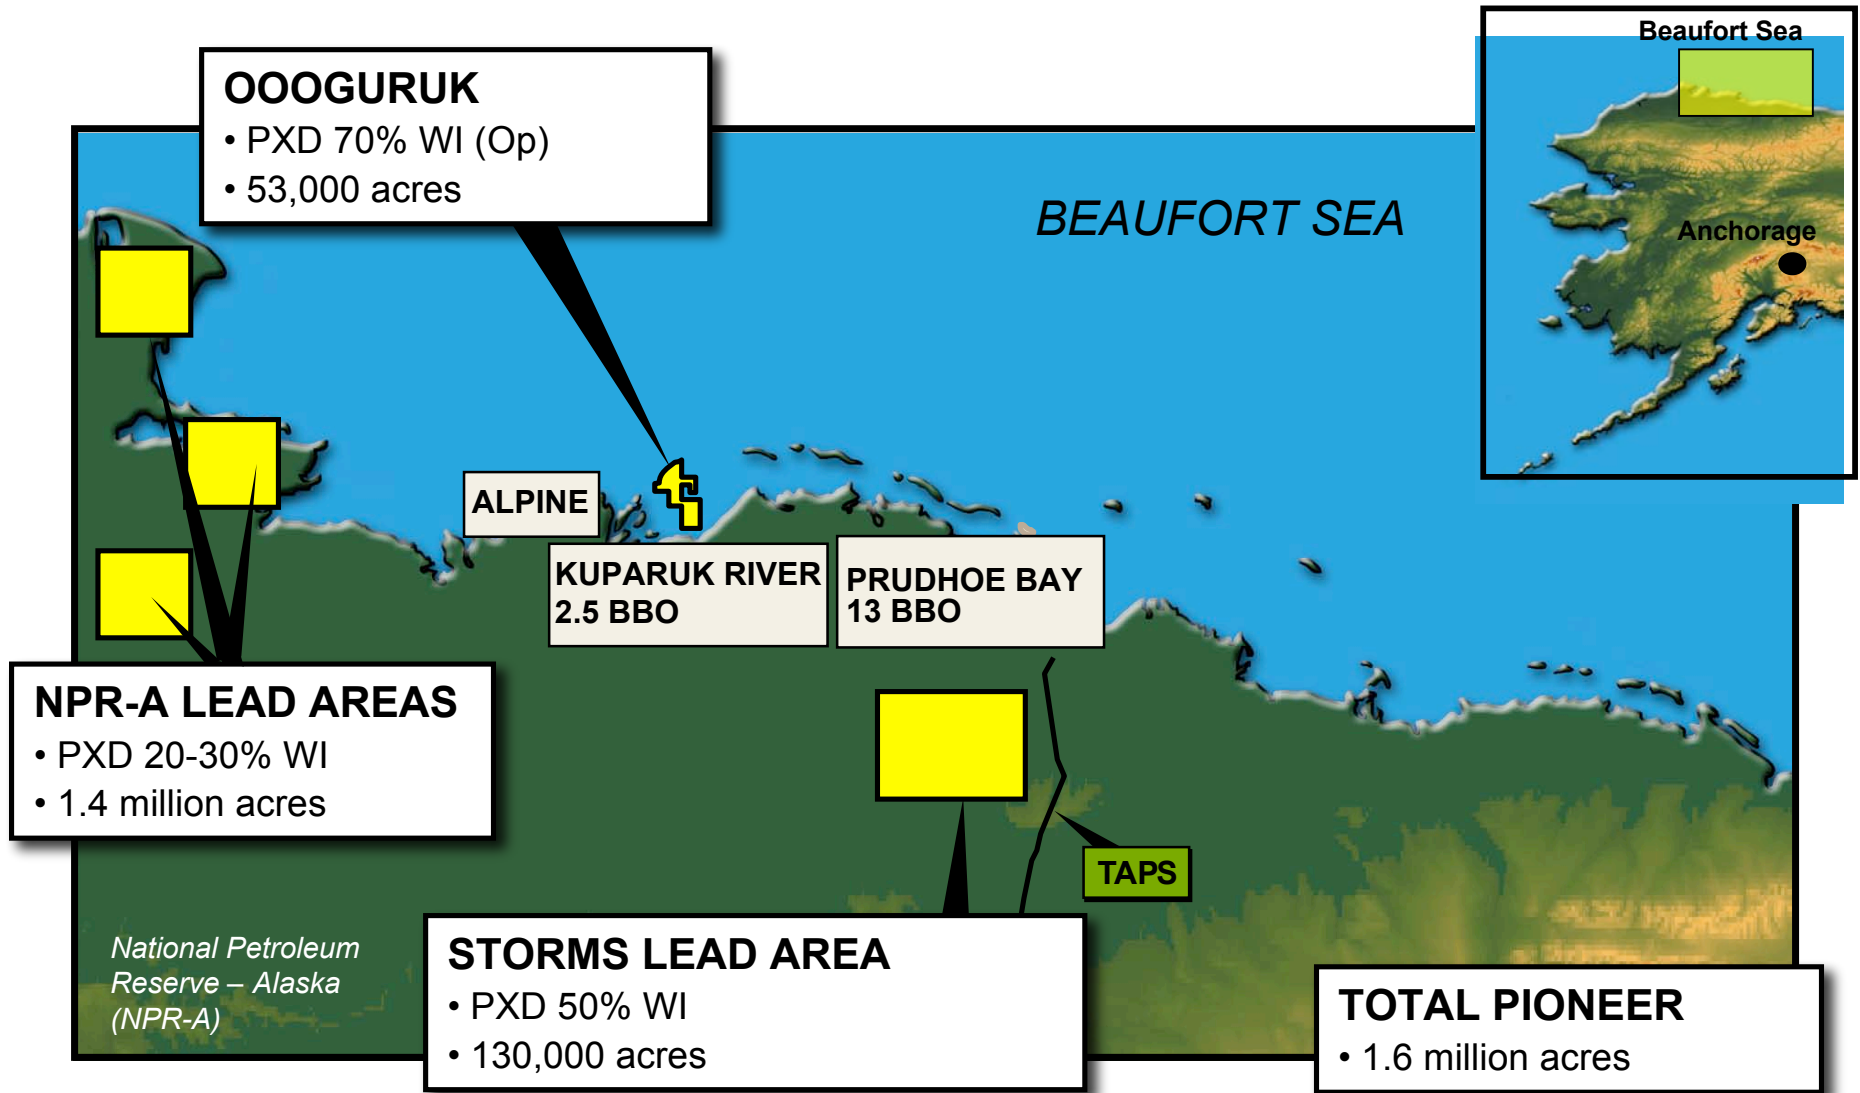 Beaufort Sea
OOOGURUK
• PXD 70% WI (Op)
• 53,000 acres
BEAUFORT SEA
Anchorage
ALPINE
KUPARUK RIVER
2.5 BBO
PRUDHOE BAY
13 BBO
NPR-A LEAD AREAS
• PXD 20-30% WI
• 1.4 million acres
TAPS
National Petroleum
Reserve – Alaska
(NPR-A)
STORMS LEAD AREA
• PXD 50% WI
• 130,000 acres
TOTAL PIONEER
• 1.6 million acres